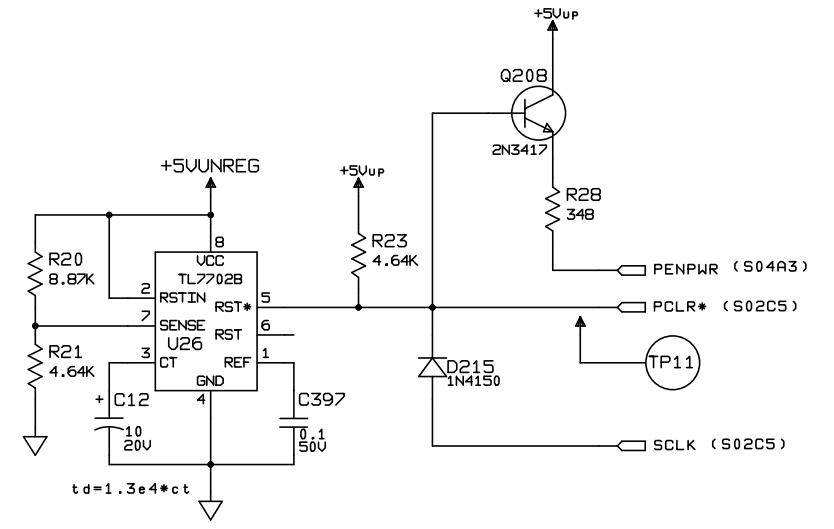 +5VUP
Q208
2N3417
+5VUNREG
+5VUP
R28
348
R20
8.87K
8
VCC
TL7702B
R23
4.64K
PENPWR (S04A3)
2
RSTIN
RST*
5
PCLR* (S02C5)
7
SENSE
RST
6
U26
R21
4.64K
3
CT
REF
1
TP11
D215
1N4150
GND
4
+ C12
10
20V
C397
0.1
50V
SCLK (S02C5)
td=1.3e4*ct